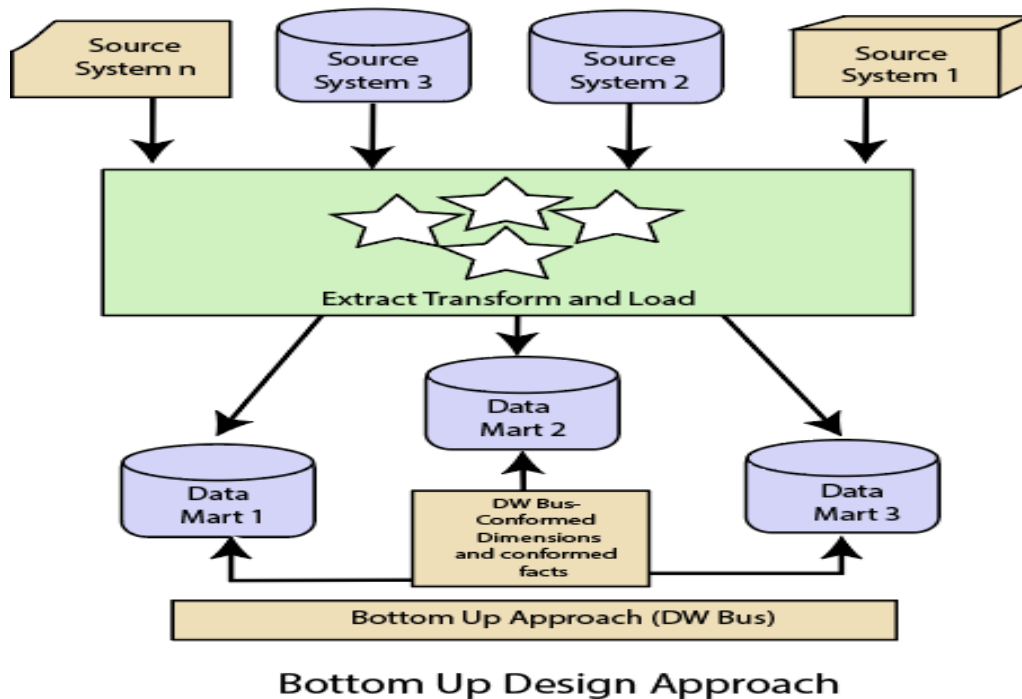 Source
System n
Source
System 3
Source
System 2
Source
System 1
Extract Transform and Load
Data
Mart 1
Data
Mart 2
Data
Mart 3
DW Bus-
Conformed
Dimensions
and conformed
facts
Bottom Up Approach (DW Bus)
Bottom Up Design Approach